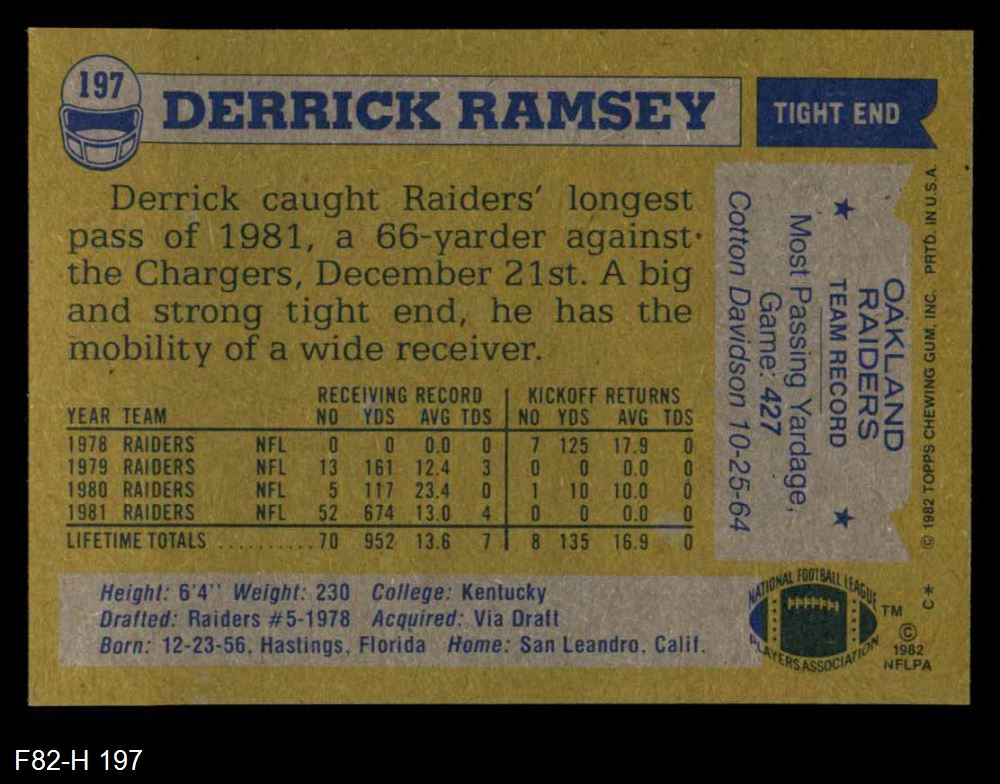 197
DERRICK RAMSEY
TIGHT END
Derrick caught Raiders' longest
pass of 1981, a 66-yarder against
the Chargers, December 21st. A big
and strong tight end, he has the
mobility of a wide receiver.
RECEIVING RECORD KICKOFF RETURNS
YEAR TEAM NO YDS AVG TDS NO YDS AVG TDS
1978 RAIDERS NFL 0 0 0.0 0 7 125 17.9 0
1979 RAIDERS NFL 13 161 12.4 3 0 0 0.0 0
1980 RAIDERS NFL 5 117 23.4 0 1 10 10.0 0
1981 RAIDERS NFL 52 674 13.0 4 0 0 0.0 0
LIFETIME TOTALS ..........70 952 13.6 7 8 135 16.9 0
Height: 6'4" Weight: 230 College: Kentucky
Drafted: Raiders #5-1978 Acquired: Via Draft
Born: 12-23-56, Hastings, Florida Home: San Leandro, Calif.
OAKLAND
RAIDERS
★ TEAM RECORD ★
Most Passing Yardage,
Game: 427
Cotton Davidson 10-25-64
© 1982 TOPPS CHEWING GUM, INC. PRTD. IN U.S.A.
C*
NATIONAL FOOTBALL LEAGUE
PLAYERS ASSOCIATION
TM
©
1982
NFLPA
F82-H 197